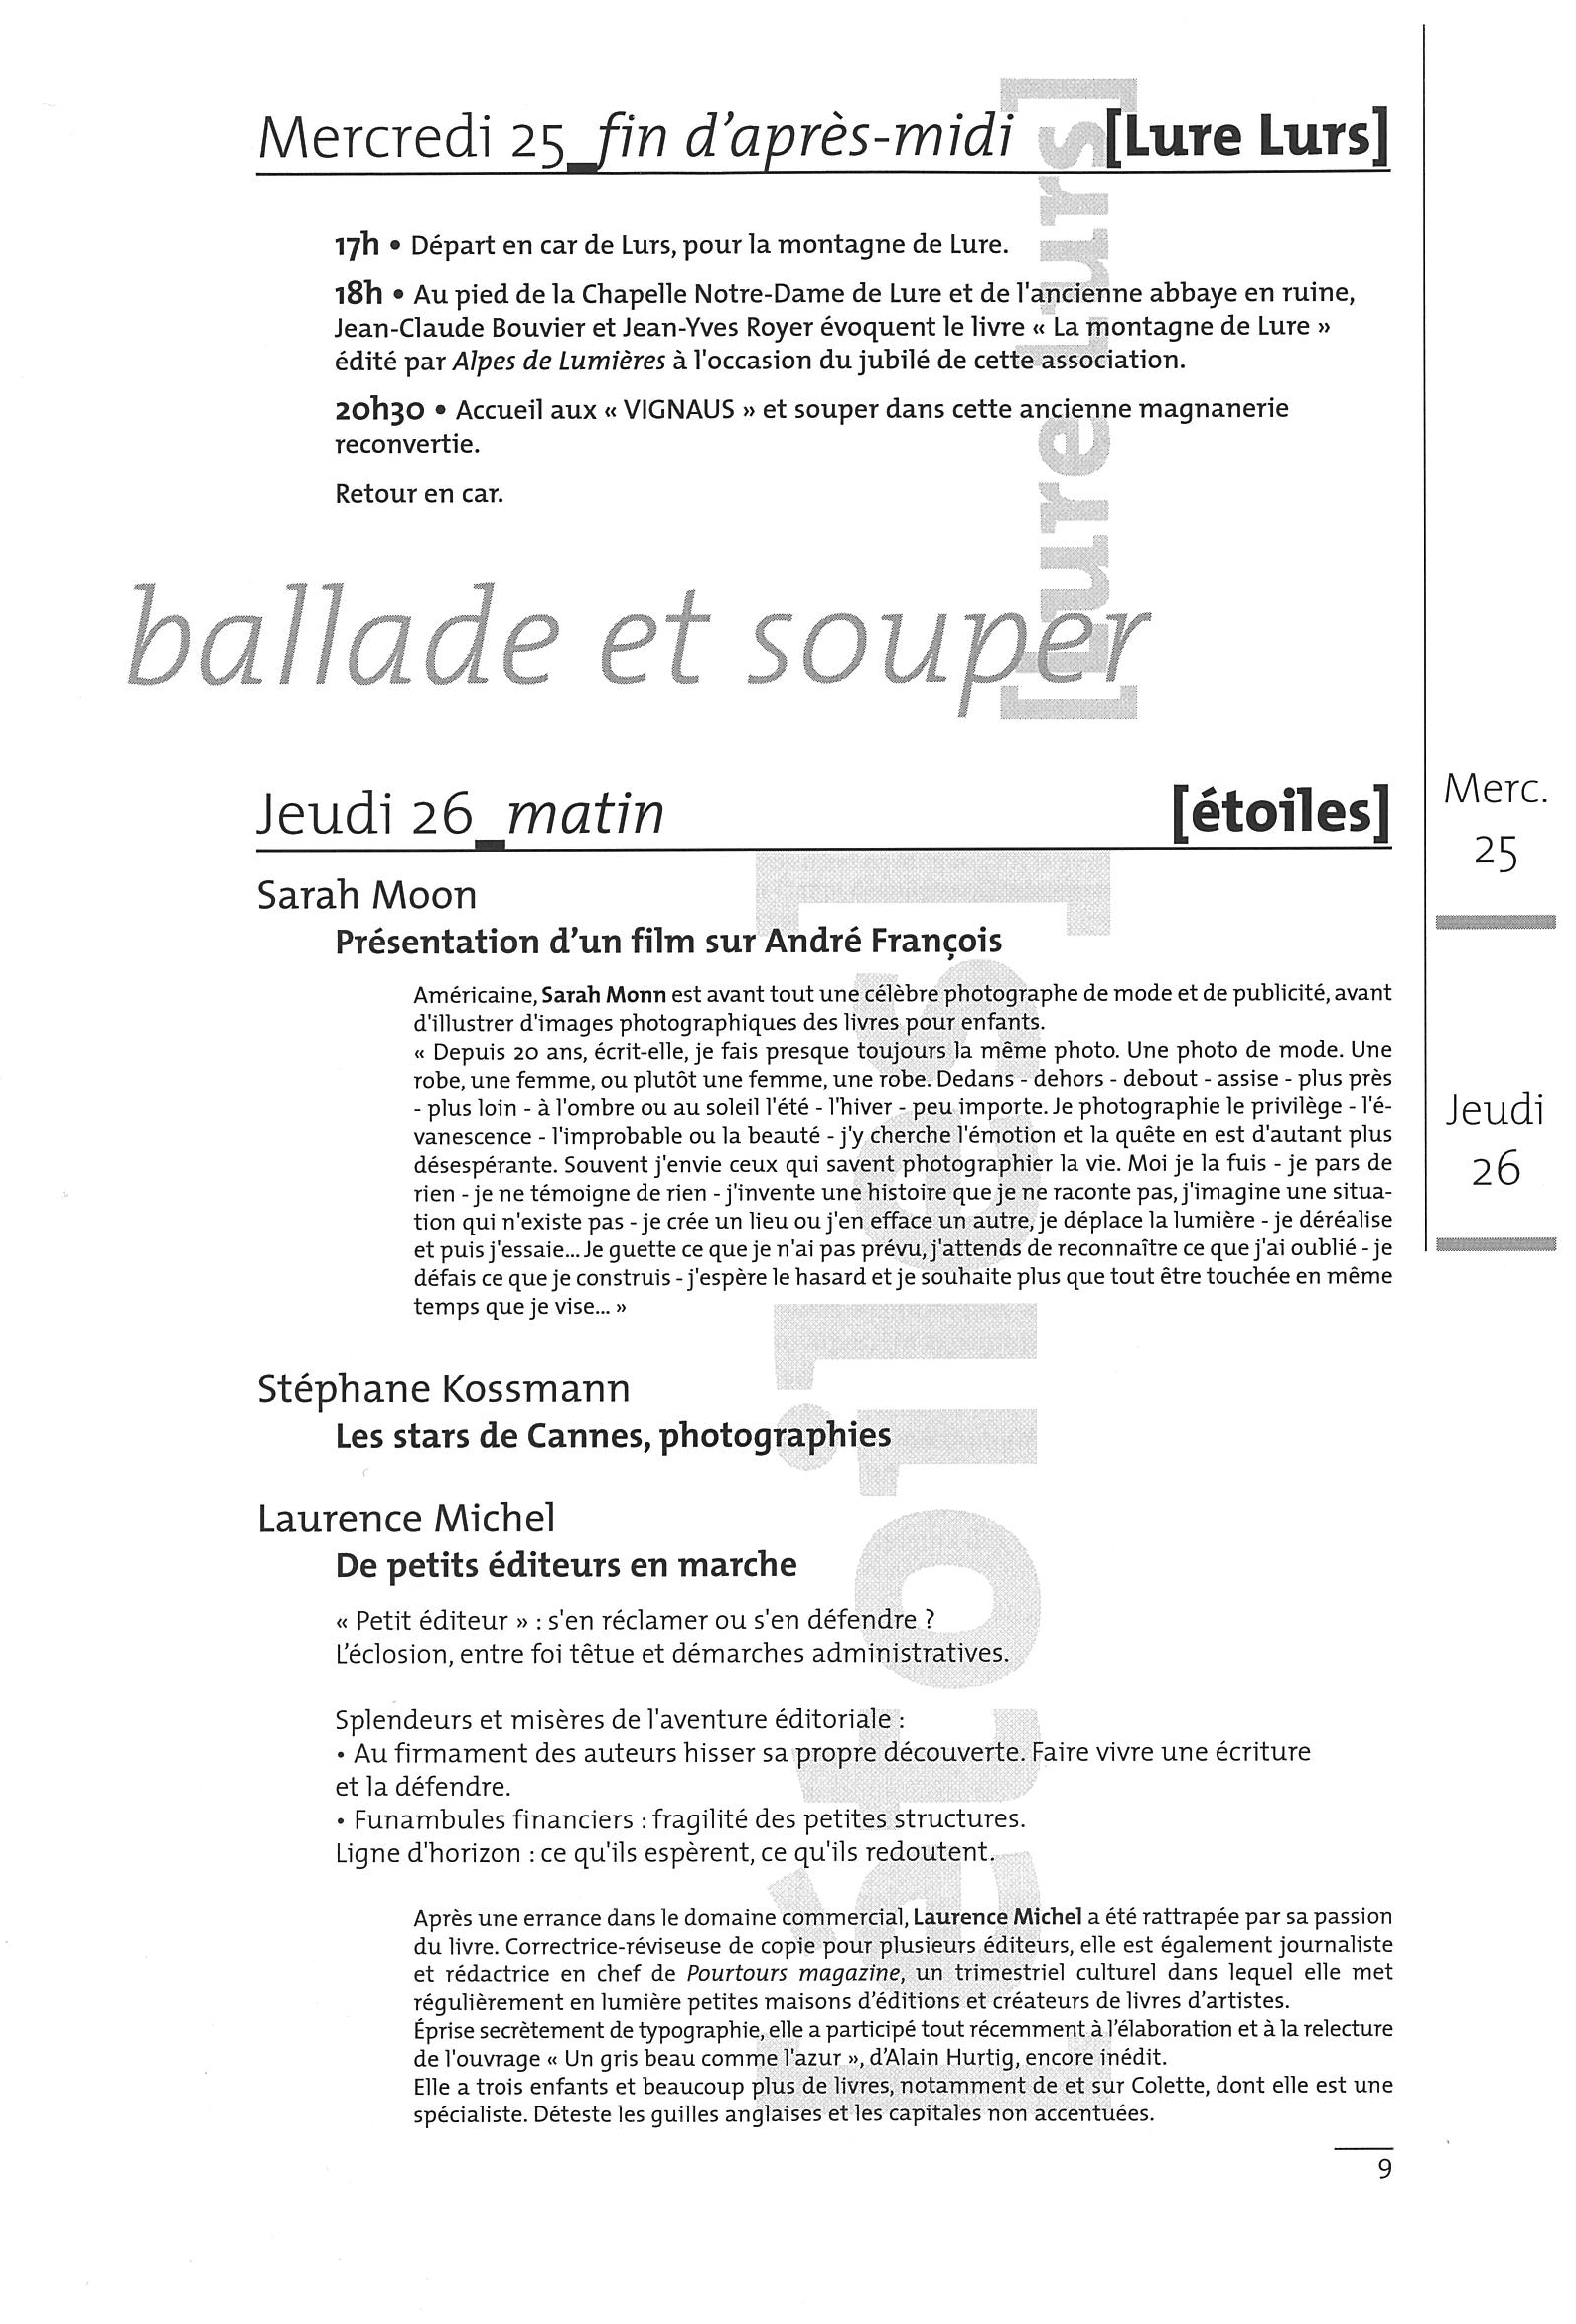 Mercredi 25_fin d’après-midi [Lure Lurs]
17h • Départ en car de Lurs, pour la montagne de Lure.
18h • Au pied de la Chapelle Notre-Dame de Lure et de l'ancienne abbaye en ruine,
Jean-Claude Bouvier et Jean-Yves Royer évoquent le livre « La montagne de Lure »
édité par Alpes de Lumières à l'occasion du jubilé de cette association.
20h30 • Accueil aux « VIGNAUS » et souper dans cette ancienne magnanerie
reconvertie.
Retour en car.
[Lure Lurs]
ballade et souper
Jeudi 26_matin [étoiles]
Sarah Moon
Présentation d’un film sur André François
Américaine, Sarah Monn est avant tout une célèbre photographe de mode et de publicité, avant
d'illustrer d'images photographiques des livres pour enfants.
« Depuis 20 ans, écrit-elle, je fais presque toujours la même photo. Une photo de mode. Une
robe, une femme, ou plutôt une femme, une robe. Dedans - dehors - debout - assise - plus près
- plus loin - à l'ombre ou au soleil l'été - l'hiver - peu importe. Je photographie le privilège - l'é-
vanescence - l'improbable ou la beauté - j'y cherche l'émotion et la quête en est d'autant plus
désespérante. Souvent j'envie ceux qui savent photographier la vie. Moi je la fuis - je pars de
rien - je ne témoigne de rien - j'invente une histoire que je ne raconte pas, j'imagine une situa-
tion qui n'existe pas - je crée un lieu ou j'en efface un autre, je déplace la lumière - je déréalise
et puis j'essaie... Je guette ce que je n'ai pas prévu, j'attends de reconnaître ce que j'ai oublié - je
défais ce que je construis - j'espère le hasard et je souhaite plus que tout être touchée en même
temps que je vise... »
Stéphane Kossmann
Les stars de Cannes, photographies
Laurence Michel
De petits éditeurs en marche
« Petit éditeur » : s'en réclamer ou s'en défendre ?
L’éclosion, entre foi têtue et démarches administratives.
Splendeurs et misères de l'aventure éditoriale :
• Au firmament des auteurs hisser sa propre découverte. Faire vivre une écriture
et la défendre.
• Funambules financiers : fragilité des petites structures.
Ligne d'horizon : ce qu'ils espèrent, ce qu'ils redoutent.
Après une errance dans le domaine commercial, Laurence Michel a été rattrapée par sa passion
du livre. Correctrice-réviseuse de copie pour plusieurs éditeurs, elle est également journaliste
et rédactrice en chef de Pourtours magazine, un trimestriel culturel dans lequel elle met
régulièrement en lumière petites maisons d’éditions et créateurs de livres d’artistes.
Éprise secrètement de typographie, elle a participé tout récemment à l’élaboration et à la relecture
de l'ouvrage « Un gris beau comme l'azur », d’Alain Hurtig, encore inédit.
Elle a trois enfants et beaucoup plus de livres, notamment de et sur Colette, dont elle est une
spécialiste. Déteste les guilles anglaises et les capitales non accentuées.
[étoiles]
Merc.
25
Jeudi
26
9